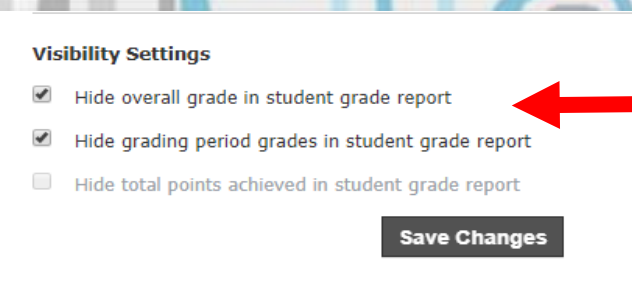 Visibility Settings
Hide overall grade in student grade report
Hide grading period grades in student grade report
Hide total points achieved in student grade report
Save Changes